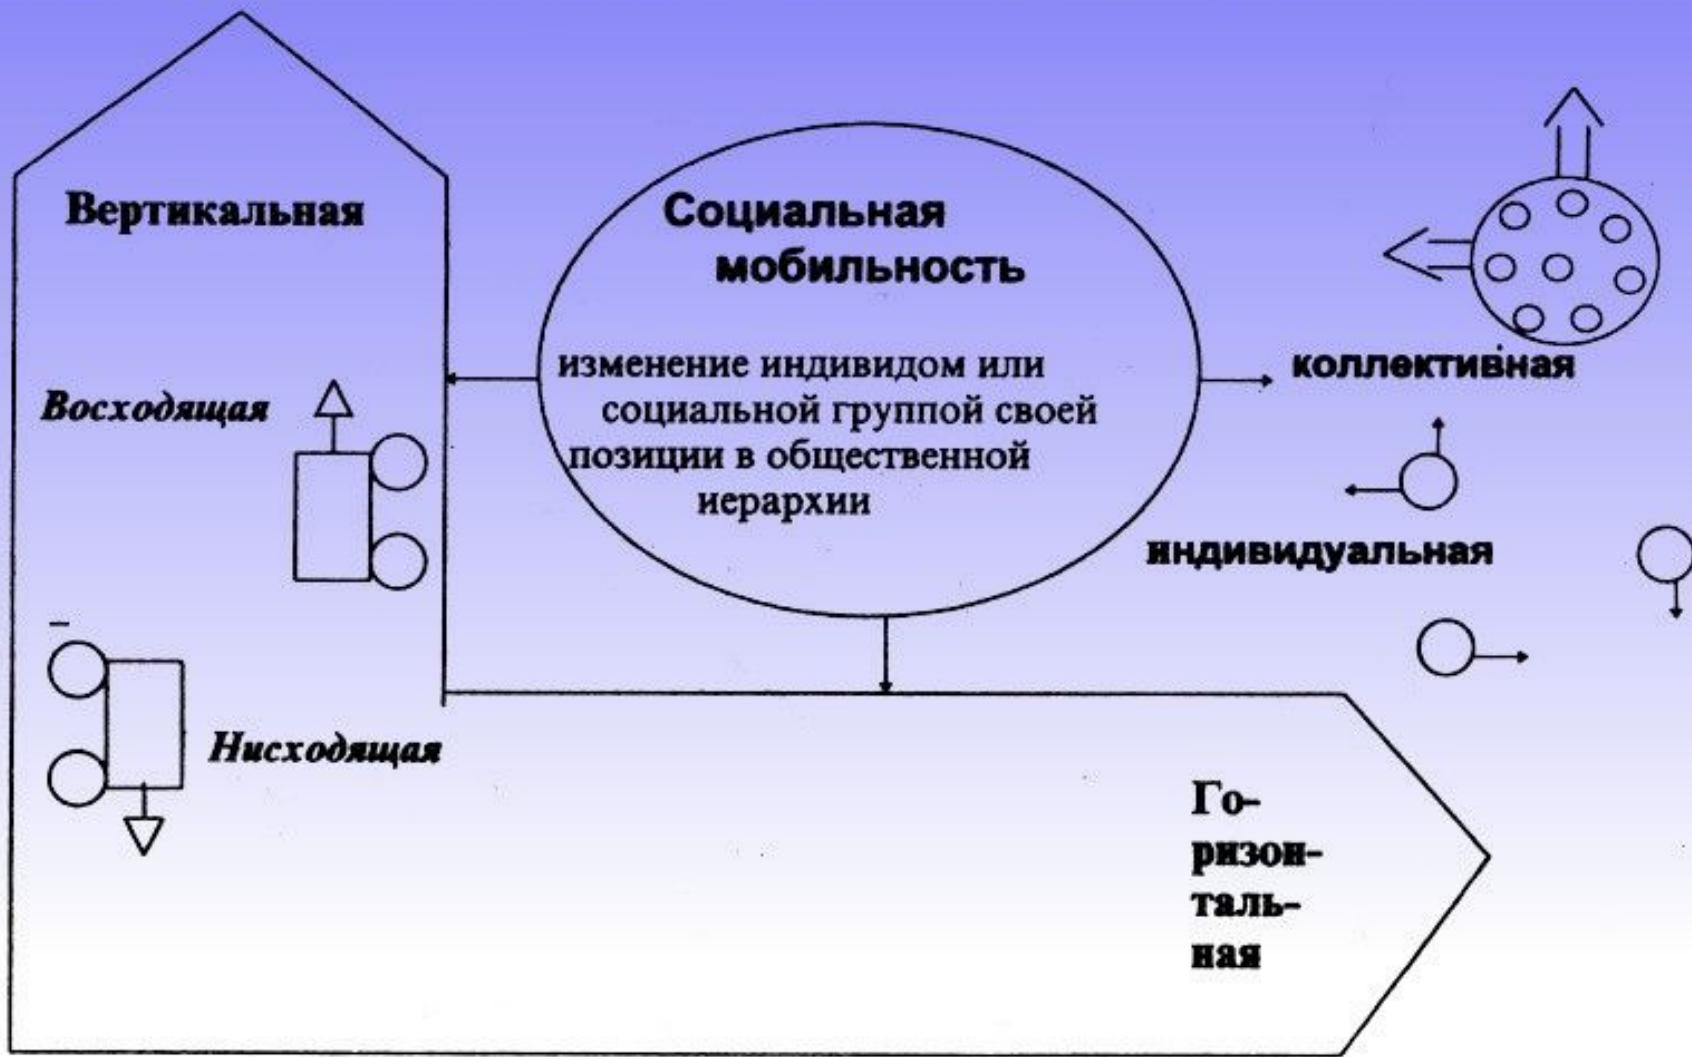 Вертикальная
Восходящая
Нисходящая
Социальная
мобильность
изменение индивидом или
социальной группой своей
позиции в общественной
иерархии
коллективная
индивидуальная
Го-
ризон-
таль-
ная